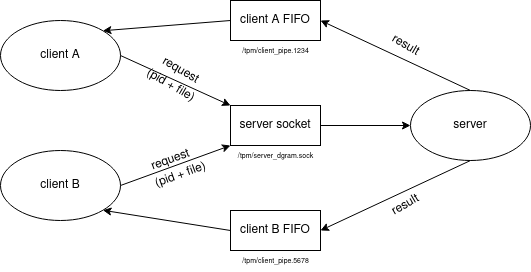 client A FIFO
/tpm/client_pipe.1234
client A
request
(pid + file)
result
server socket
/tpm/server_dgram.sock
server
request
(pid + file)
client B
result
client B FIFO
/tpm/client_pipe.5678